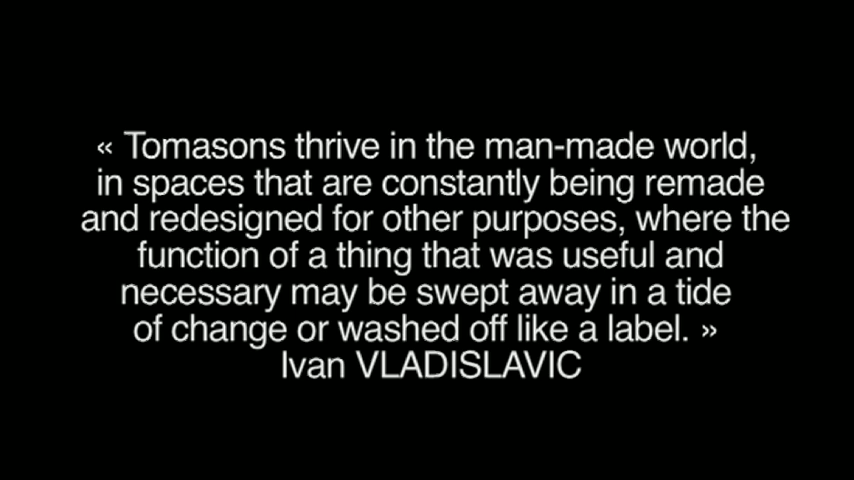 « Tomasons thrive in the man-made world,
in spaces that are constantly being remade
and redesigned for other purposes, where the
function of a thing that was useful and
necessary may be swept away in a tide
of change or washed off like a label. »
Ivan VLADISLAVIC